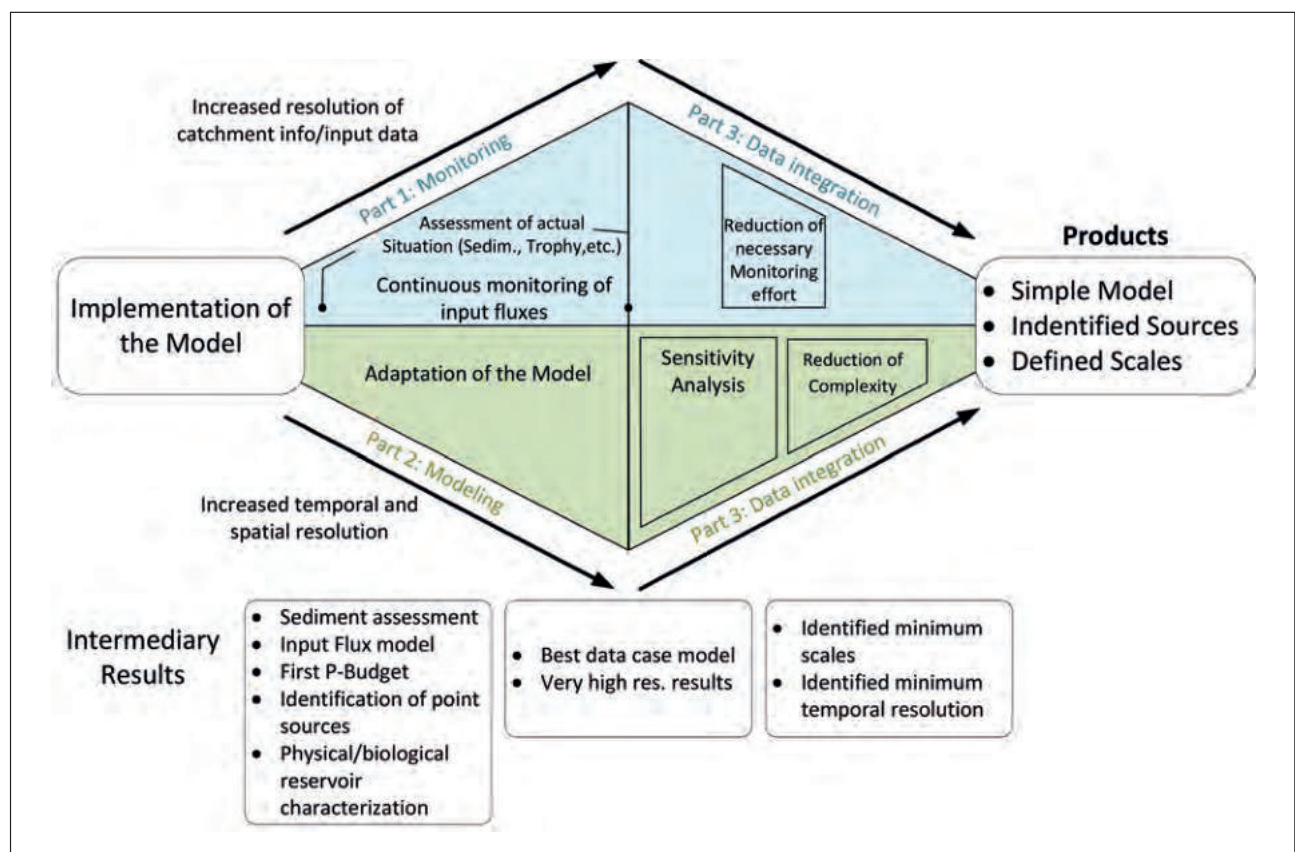 Increased resolution of
catchment info/input data
Part 1: Monitoring
Part 3: Data integration
Assessment of actual
Situation (Sedim., Trophy,etc.)
Continuous monitoring of
input fluxes
Reduction of
necessary
Monitoring
effort
Implementation of
the Model
Products
• Simple Model
• Indentified Sources
• Defined Scales
Adaptation of the Model
Sensitivity
Analysis
Reduction of
Complexity
Part 2: Modeling
Part 3: Data integration
Increased temporal and
spatial resolution
Intermediary
Results
• Sediment assessment
• Input Flux model
• First P-Budget
• Identification of point
sources
• Physical/biological
reservoir
characterization
• Best data case model
• Very high res. results
• Identified minimum
scales
• Identified minimum
temporal resolution